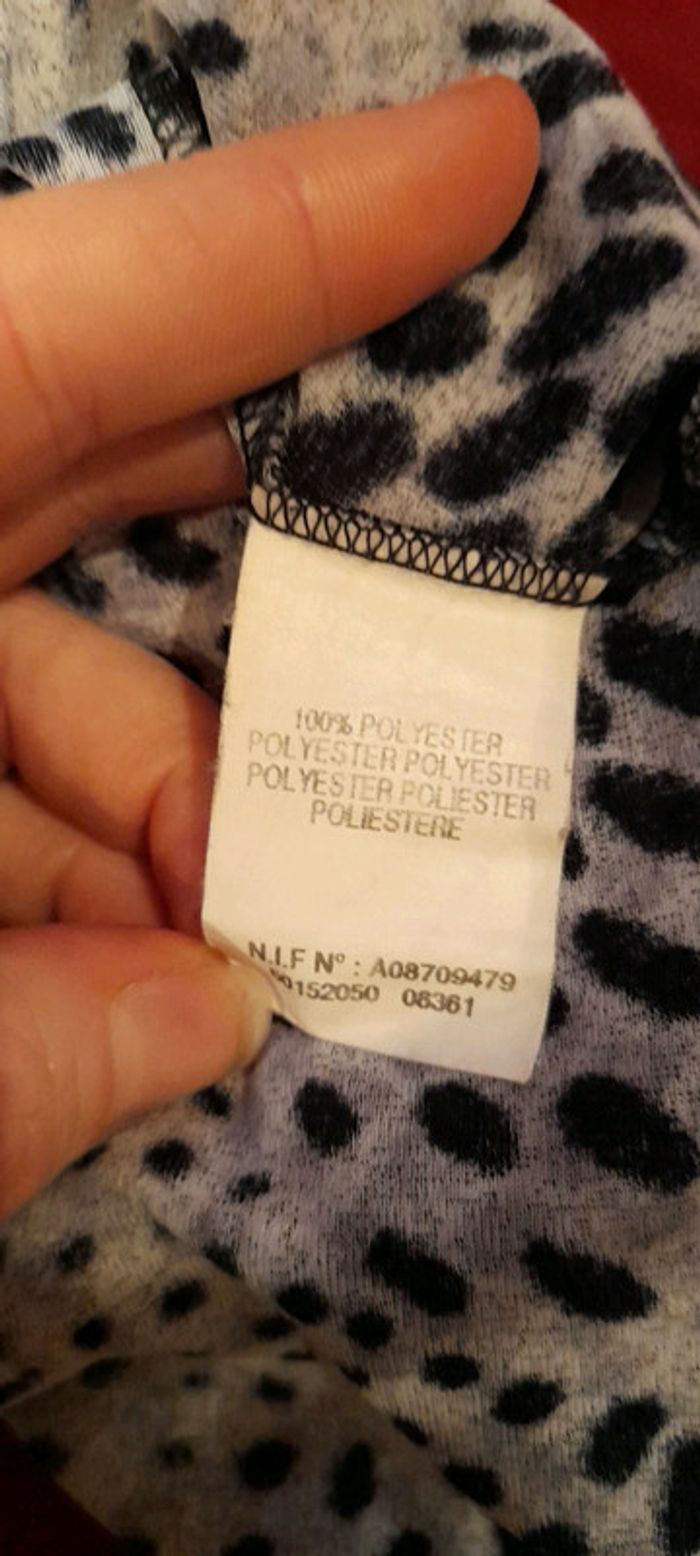 100% POLYESTER
POLYESTER POLYESTER
POLYESTER POLIESTER
POLIESTERE
N.I.F Nº : A08709479
08361